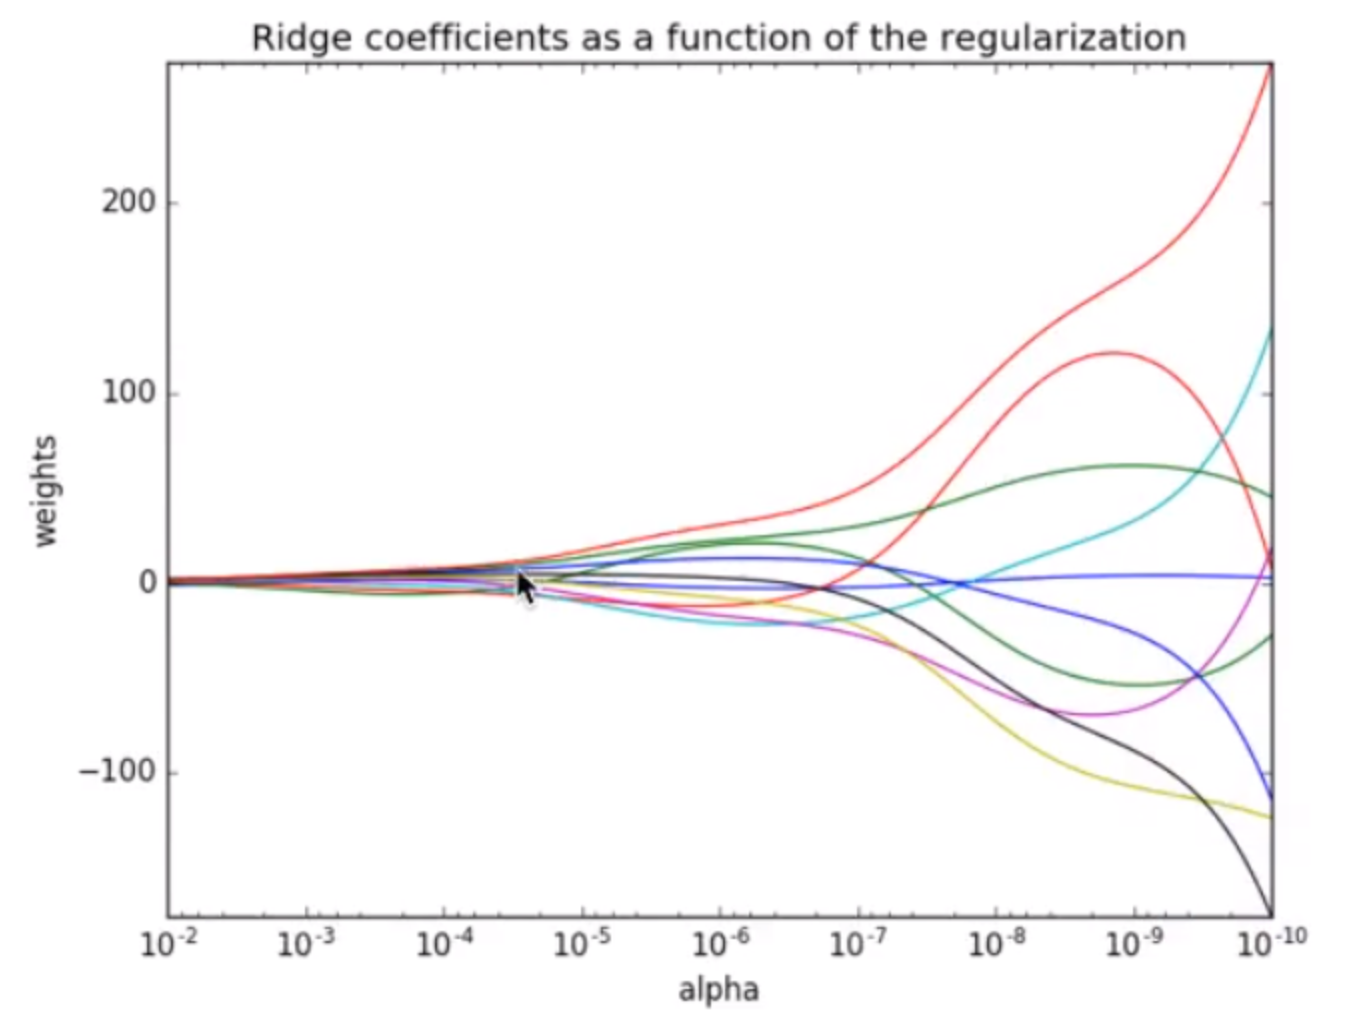 Ridge coefficients as a function of the regularization
200
100
0
−100
weights
10⁻² 10⁻³ 10⁻⁴ 10⁻⁵ 10⁻⁶ 10⁻⁷ 10⁻⁸ 10⁻⁹ 10⁻¹⁰
alpha